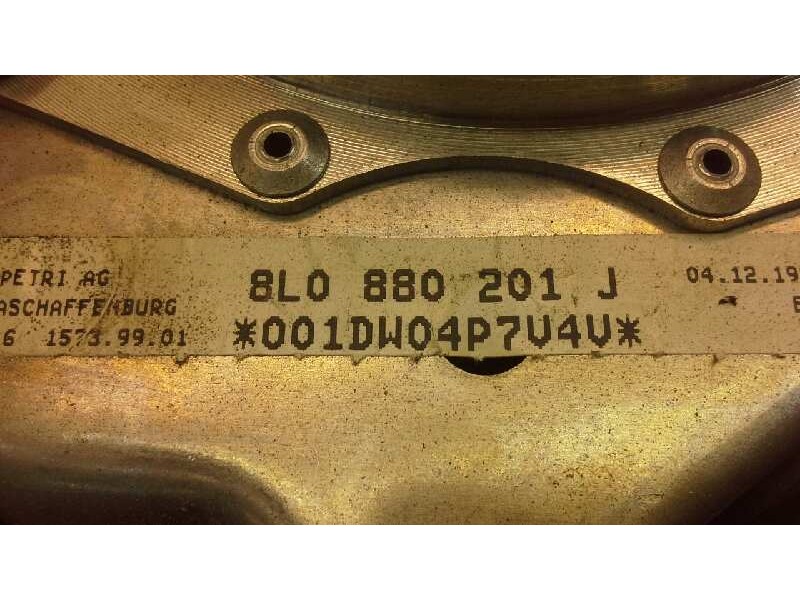 PETRI AG
ASCHAFFENBURG
6 1573.99.01
8L0 880 201 J
*001DW04P7V4V*
04.12.19